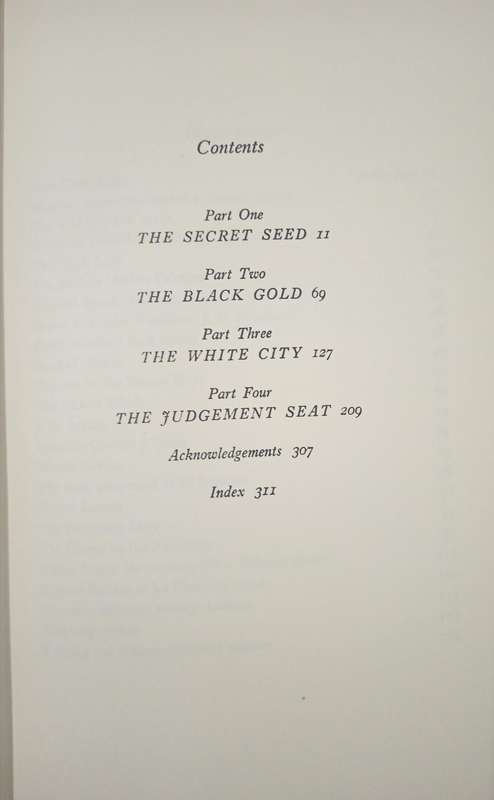 Contents
Part One
THE SECRET SEED 11
Part Two
THE BLACK GOLD 69
Part Three
THE WHITE CITY 127
Part Four
THE JUDGEMENT SEAT 209
Acknowledgements 307
Index 311